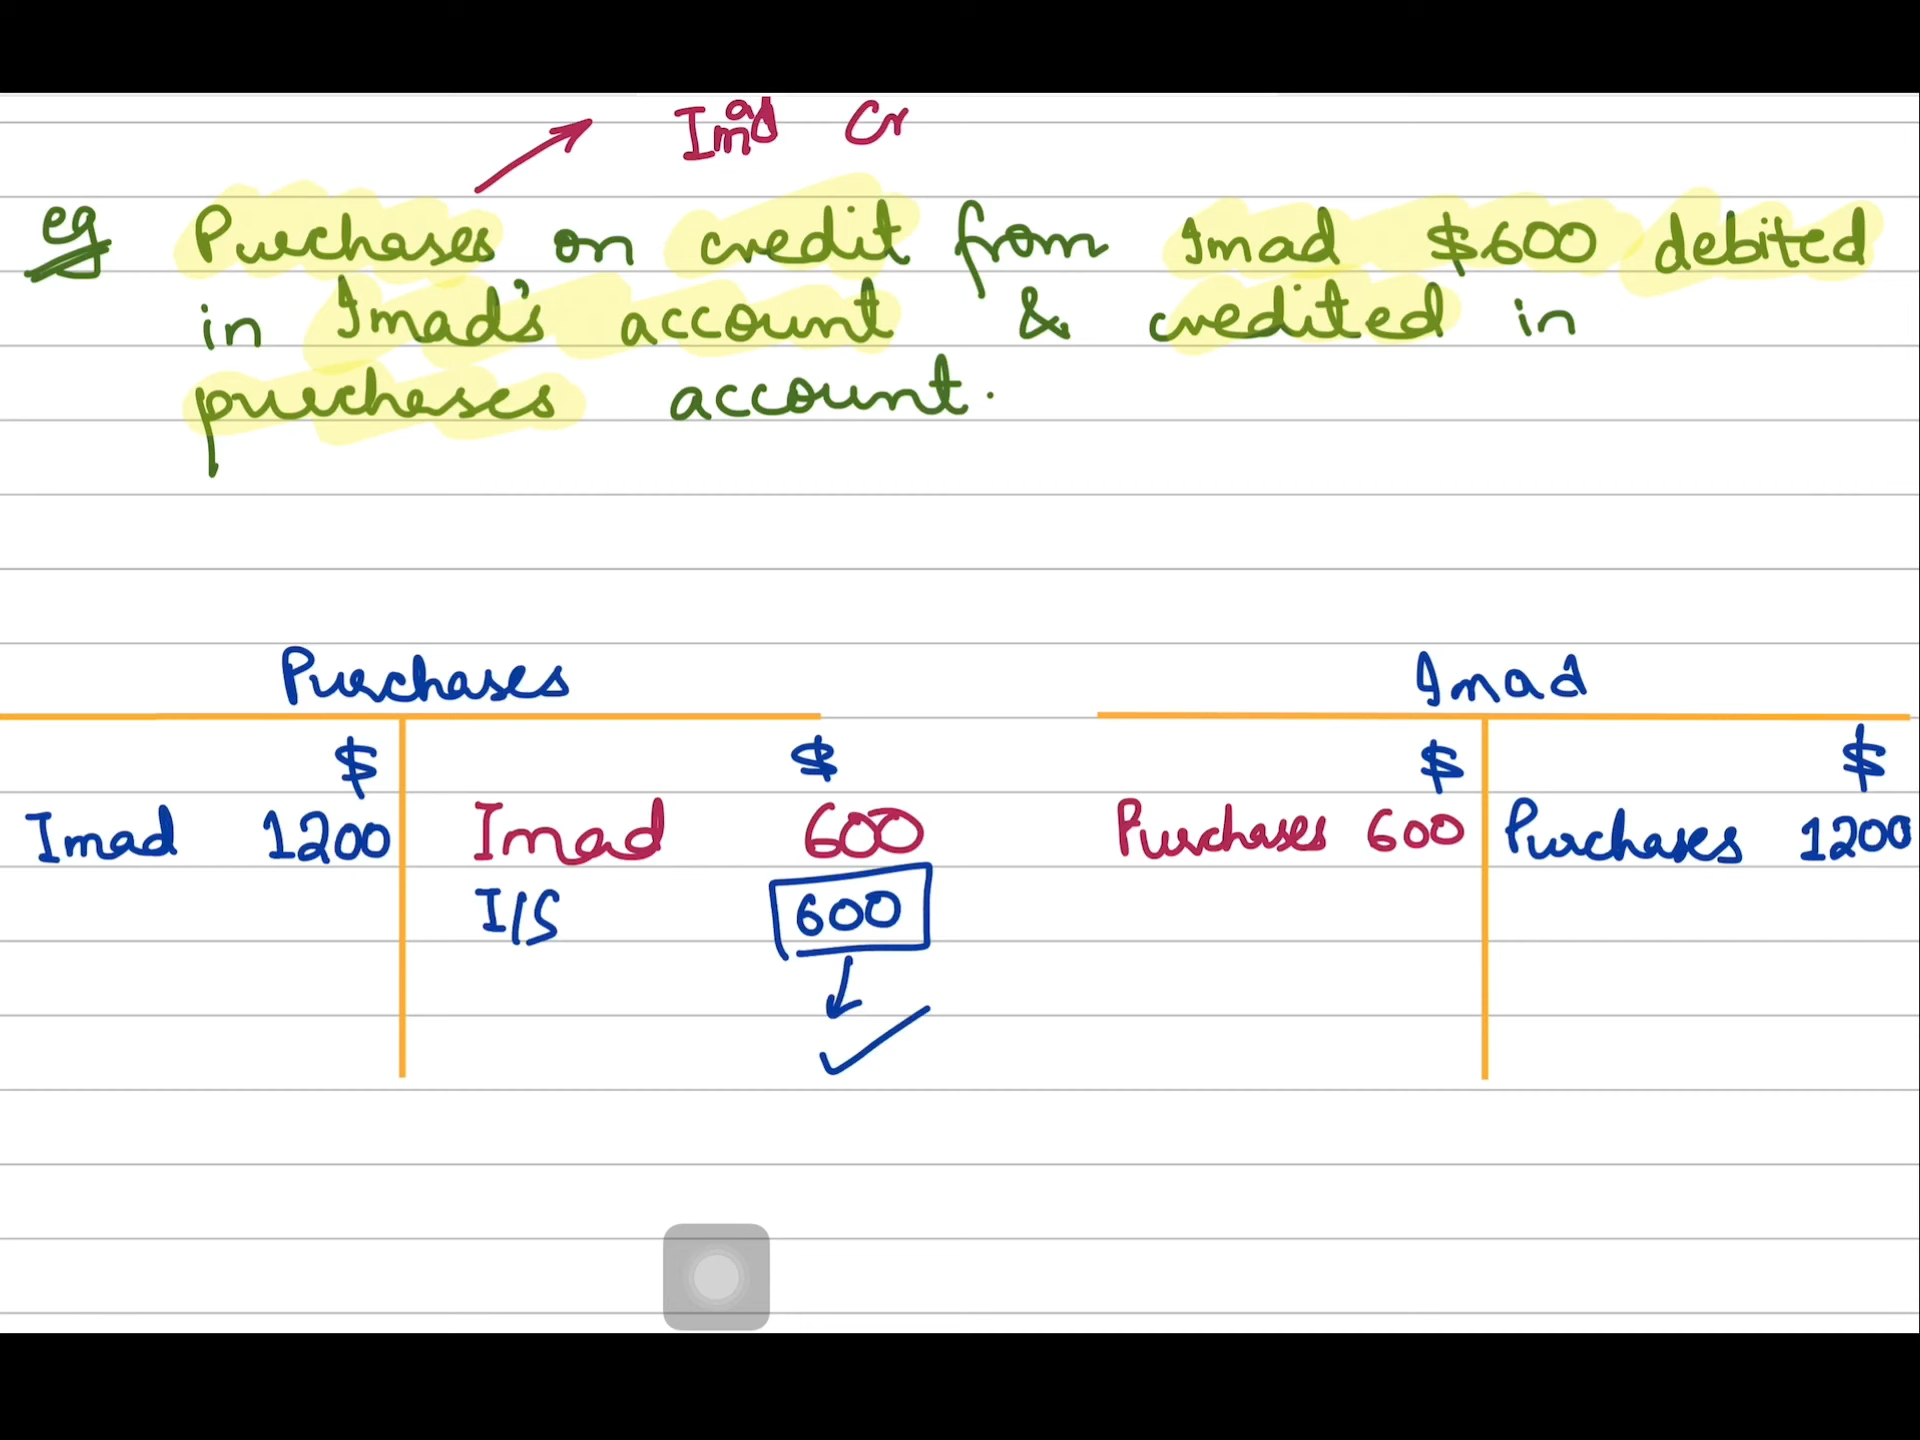 Imad Cr
eg Purchases on credit from Imad $600 debited
in Imad's account & credited in
purchases account.
Purchases
$ $
Imad 1200 Imad 600
I/S 600
Imad
$ $
Purchases 600 Purchases 1200